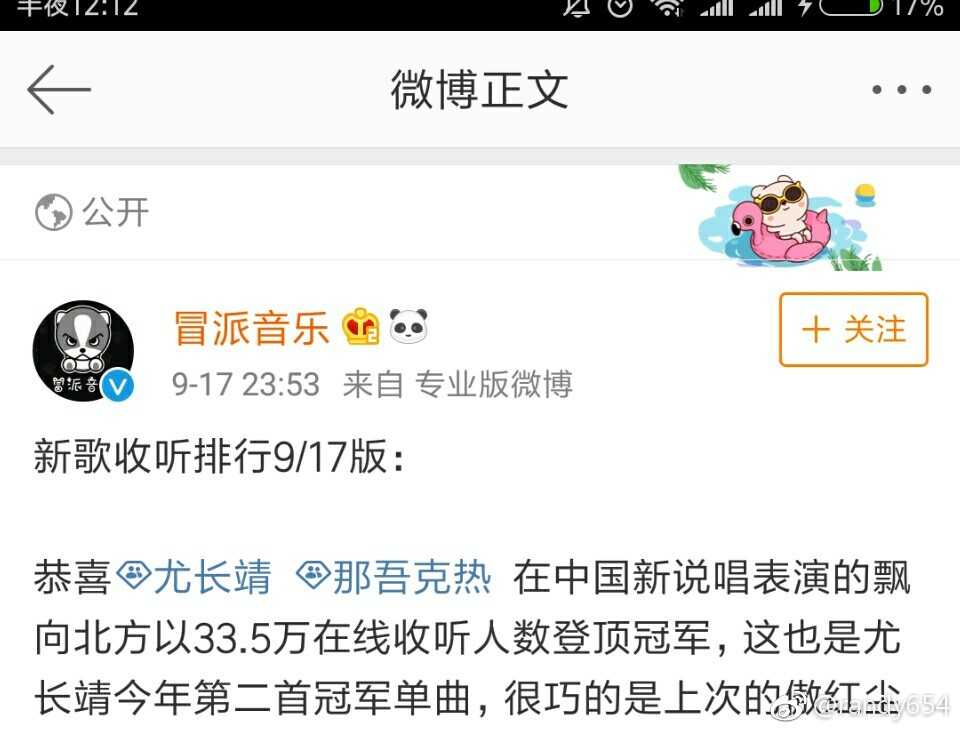 半夜12:12
17%
微博正文
公开
冒派音乐
冒派音
9-17 23:53 来自 专业版微博
+ 关注
新歌收听排行9/17版：
恭喜尤长靖 那吾克热 在中国新说唱表演的飘
向北方以33.5万在线收听人数登顶冠军，这也是尤
长靖今年第二首冠军单曲，很巧的是上次的傲红尘
@randy654